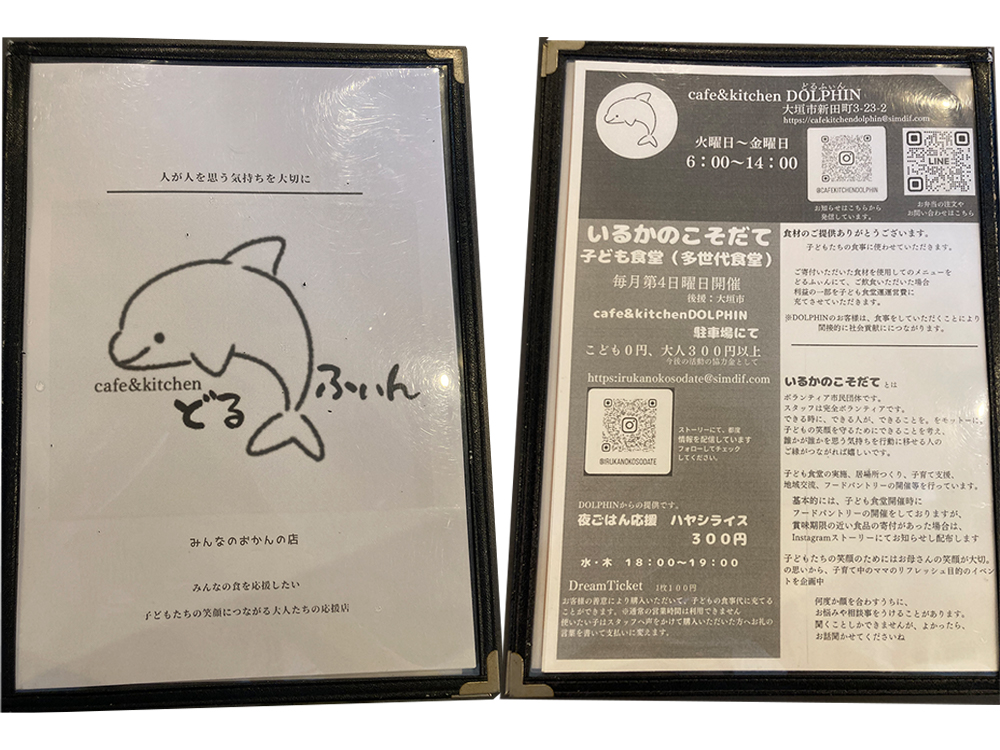 人が人を思う気持ちを大切に
cafe&kitchen
どる
ふぃん
みんなのおかんの店
みんなの食を応援したい
子どもたちの笑顔につながる大人たちの応援店
どるふぃん
cafe&kitchen DOLPHIN
大垣市新田町3-23-2
https://cafekitchendolphin@simdif.com
火曜日～金曜日
6：00～14：00
@CAFEKITCHENDOLPHIN
LINE
お知らせはこちらから
発信しています。
お弁当の注文や
お問い合わせはこちら
いるかのこそだて
子ども食堂（多世代食堂）
毎月第4日曜日開催
後援：大垣市
cafe&kitchenDOLPHIN
駐車場にて
こども０円、大人３００円以上
今後の活動の協力金として
https:irukanokosodate@simdif.com
@IRUKANOKOSODATE
ストーリーにて、都度
情報を配信しています
フォローしてチェック
してください。
DOLPHINからの提供です。
夜ごはん応援　ハヤシライス
３００円
水・木　１８：００～１９：００
DreamTicket　1枚１００円
お客様の善意により購入いただいて、子どもの食事代に充てる
ことができます。※通常の営業時間は利用できません
使いたい子はスタッフへ声をかけて購入いただいた方へお礼の
言葉を書いて支払いに変えます。
食材のご提供ありがとうございます。
子どもたちの食事に使わせていただきます。
ご寄付いただいた食材を使用してのメニューを
どるふぃんにて、ご飲食いただいた場合
利益の一部を子ども食堂運運営費に
充てさせていただきます。
※DOLPHINのお客様は、食事をしていただくことにより
間接的に社会貢献ににつながります。
いるかのこそだて とは
ボランティア市民団体です。
スタッフは完全ボランティアです。
できる時に、できる人が、できることを。をモットーに。
子どもの笑顔を守るためにできることを考え、
誰かが誰かを思う気持ちを行動に移せる人の
ご縁がつながれば嬉しいです。
子ども食堂の実施、居場所つくり、子育て支援、
地域交流、フードパントリーの開催等を行っています。
基本的には、子ども食堂開催時に
フードパントリーの開催をしておりますが、
賞味期限の近い食品の寄付があった場合は、
Instagramストーリーにてお知らせし配布します
子どもたちの笑顔のためにはお母さんの笑顔が大切。
の思いから、子育て中のママのリフレッシュ目的のイベン
トを企画中
何度か顔を合わすうちに、
お悩みや相談事をうけることがあります。
聞くことしかできませんが、よかったら、
お話聞かせてくださいね